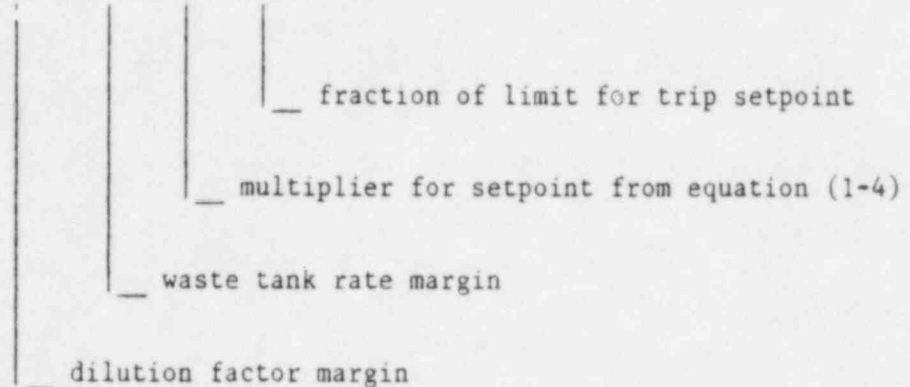 fraction of limit for trip setpoint
multiplier for setpoint from equation (1-4)
waste tank rate margin
dilution factor margin